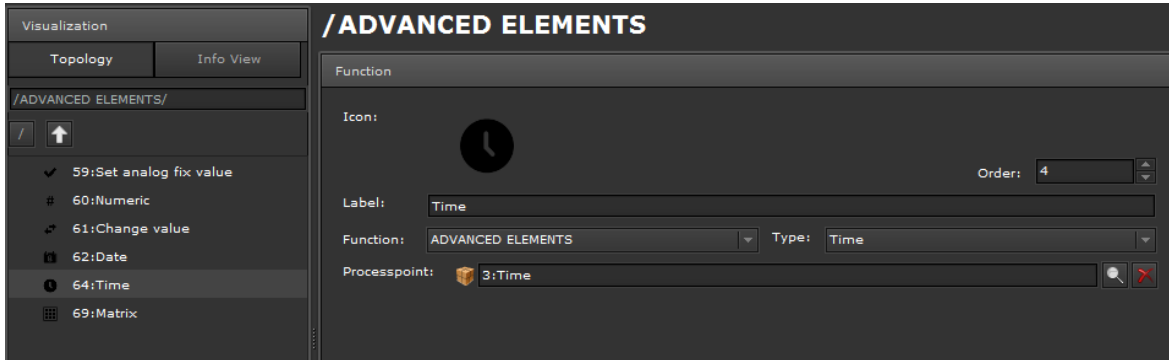 Visualization
Topology Info View
/ADVANCED ELEMENTS/
/
59:Set analog fix value
60:Numeric
61:Change value
62:Date
64:Time
69:Matrix
/ADVANCED ELEMENTS
Function
Icon:
Order: 4
Label: Time
Function: ADVANCED ELEMENTS Type: Time
Processpoint: 3:Time